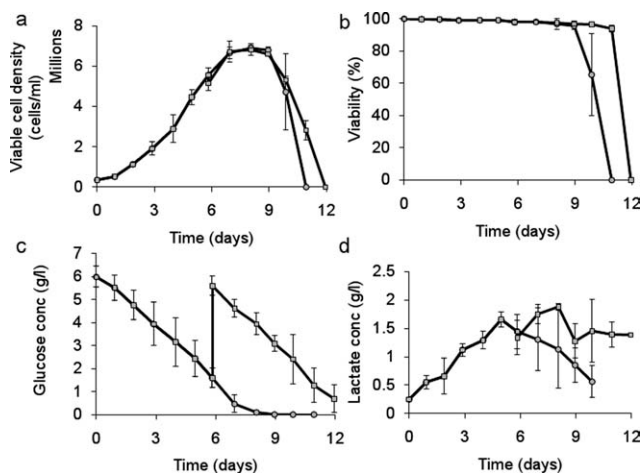 a
Viable cell density
(cells/ml)
Millions
8
6
4
2
0
0 3 6 9 12
Time (days)
b
Viability (%)
100
80
60
40
20
0
0 3 6 9 12
Time (days)
c
Glucose conc (g/l)
7
6
5
4
3
2
1
0
0 3 6 9 12
Time (days)
d
Lactate conc (g/l)
2.5
2
1.5
1
0.5
0
0 3 6 9 12
Time (days)